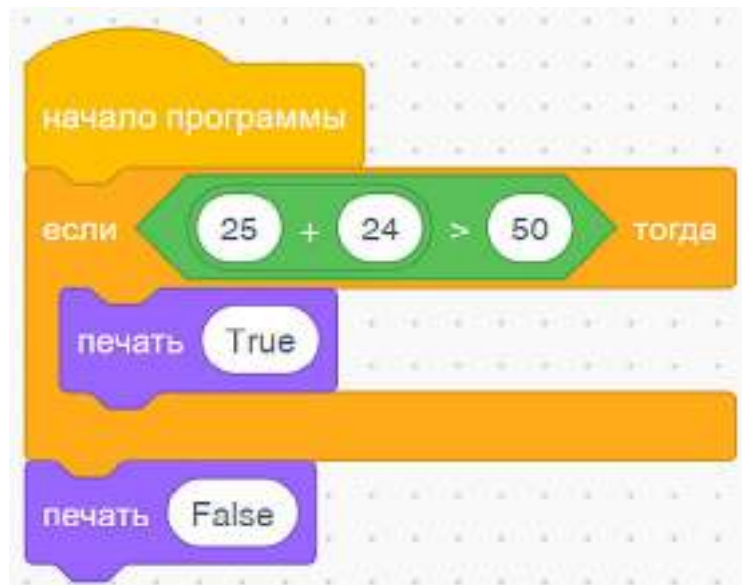 начало программы
если 25 + 24 > 50 тогда
печать True
печать False